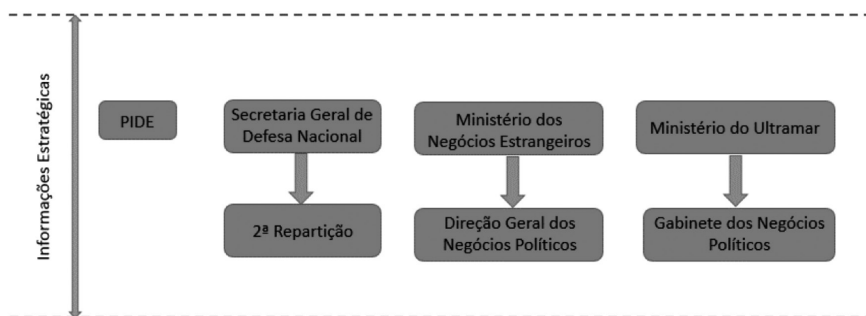 Informações Estratégicas
PIDE
Secretaria Geral de
Defesa Nacional
Ministério dos
Negócios Estrangeiros
Ministério do Ultramar
2ª Repartição
Direção Geral dos
Negócios Políticos
Gabinete dos Negócios
Políticos